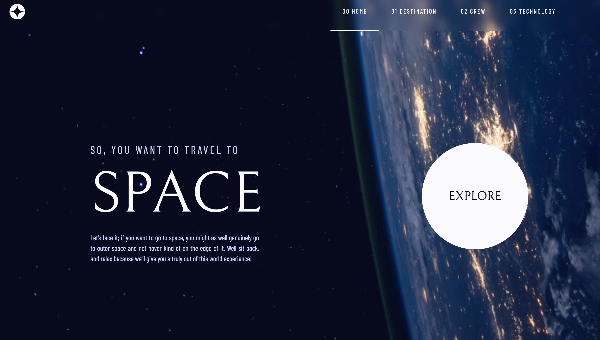 00 HOME
01 DESTINATION
02 CREW
03 TECHNOLOGY
SO, YOU WANT TO TRAVEL TO
SPACE
Let's face it; if you want to go to space, you might as well genuinely go
to outer space and not hover kind of on the edge of it. Well sit back,
and relax because we'll give you a truly out of this world experience!
EXPLORE